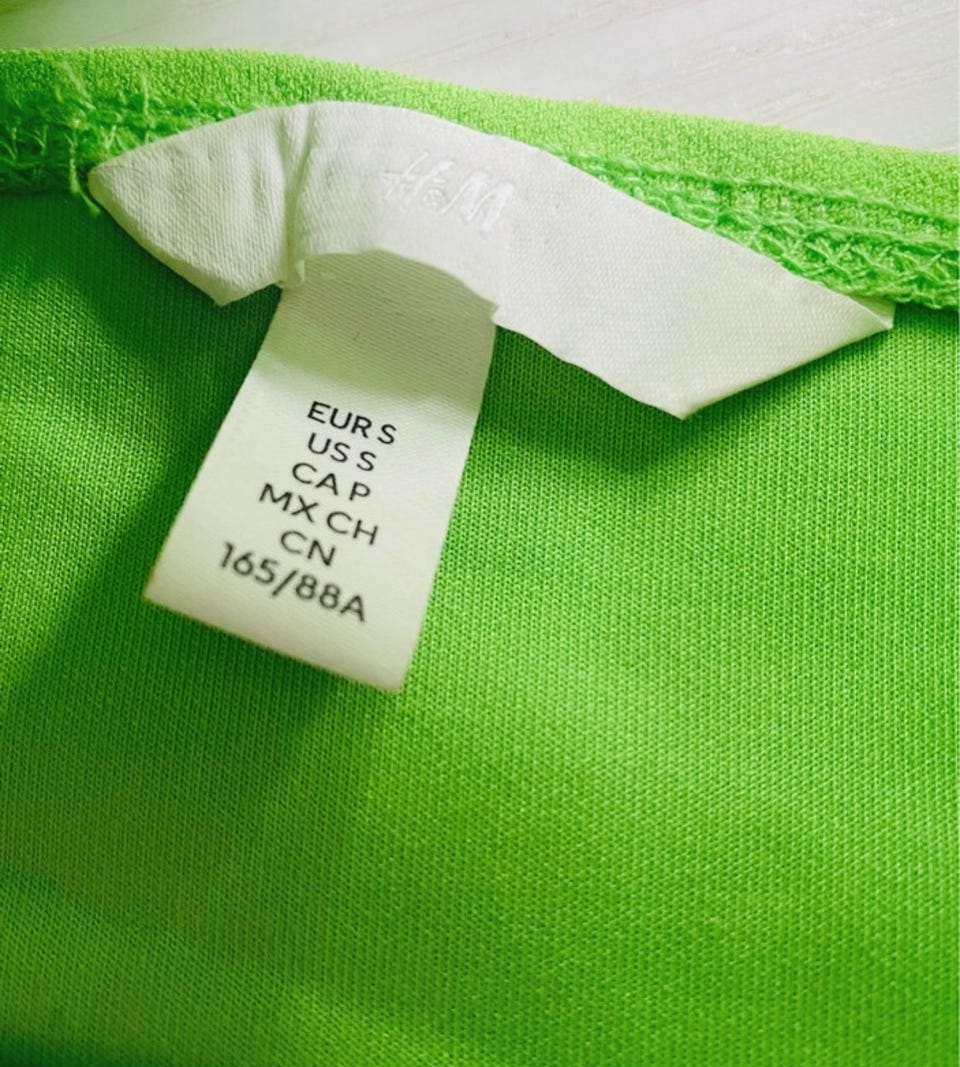 H&M
EUR S
US S
CA P
MX CH
CN
165/88A